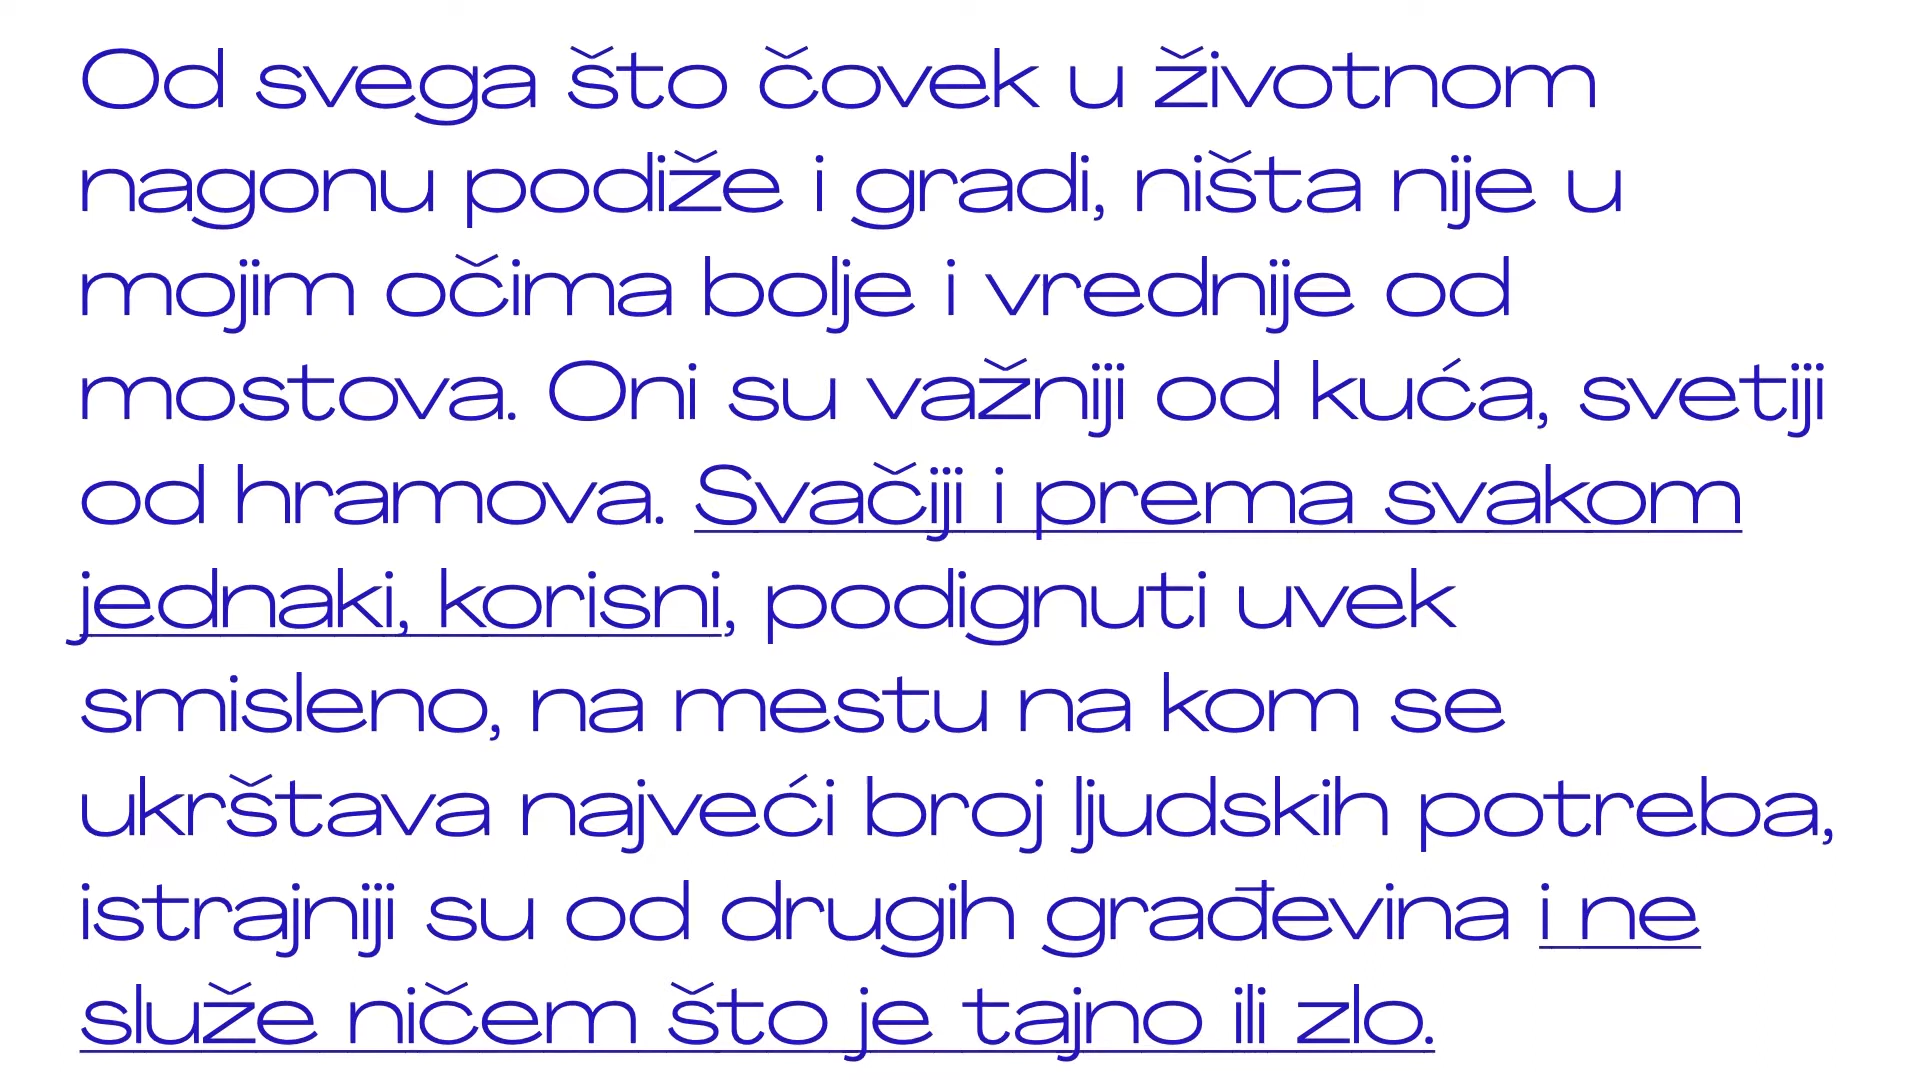 Od svega što čovek u životnom
nagonu podiže i gradi, ništa nije u
mojim očima bolje i vrednije od
mostova. Oni su važniji od kuća, svetiji
od hramova. Svačiji i prema svakom
jednaki, korisni, podignuti uvek
smisleno, na mestu na kom se
ukrštava najveći broj ljudskih potreba,
istrajniji su od drugih građevina i ne
služe ničem što je tajno ili zlo.